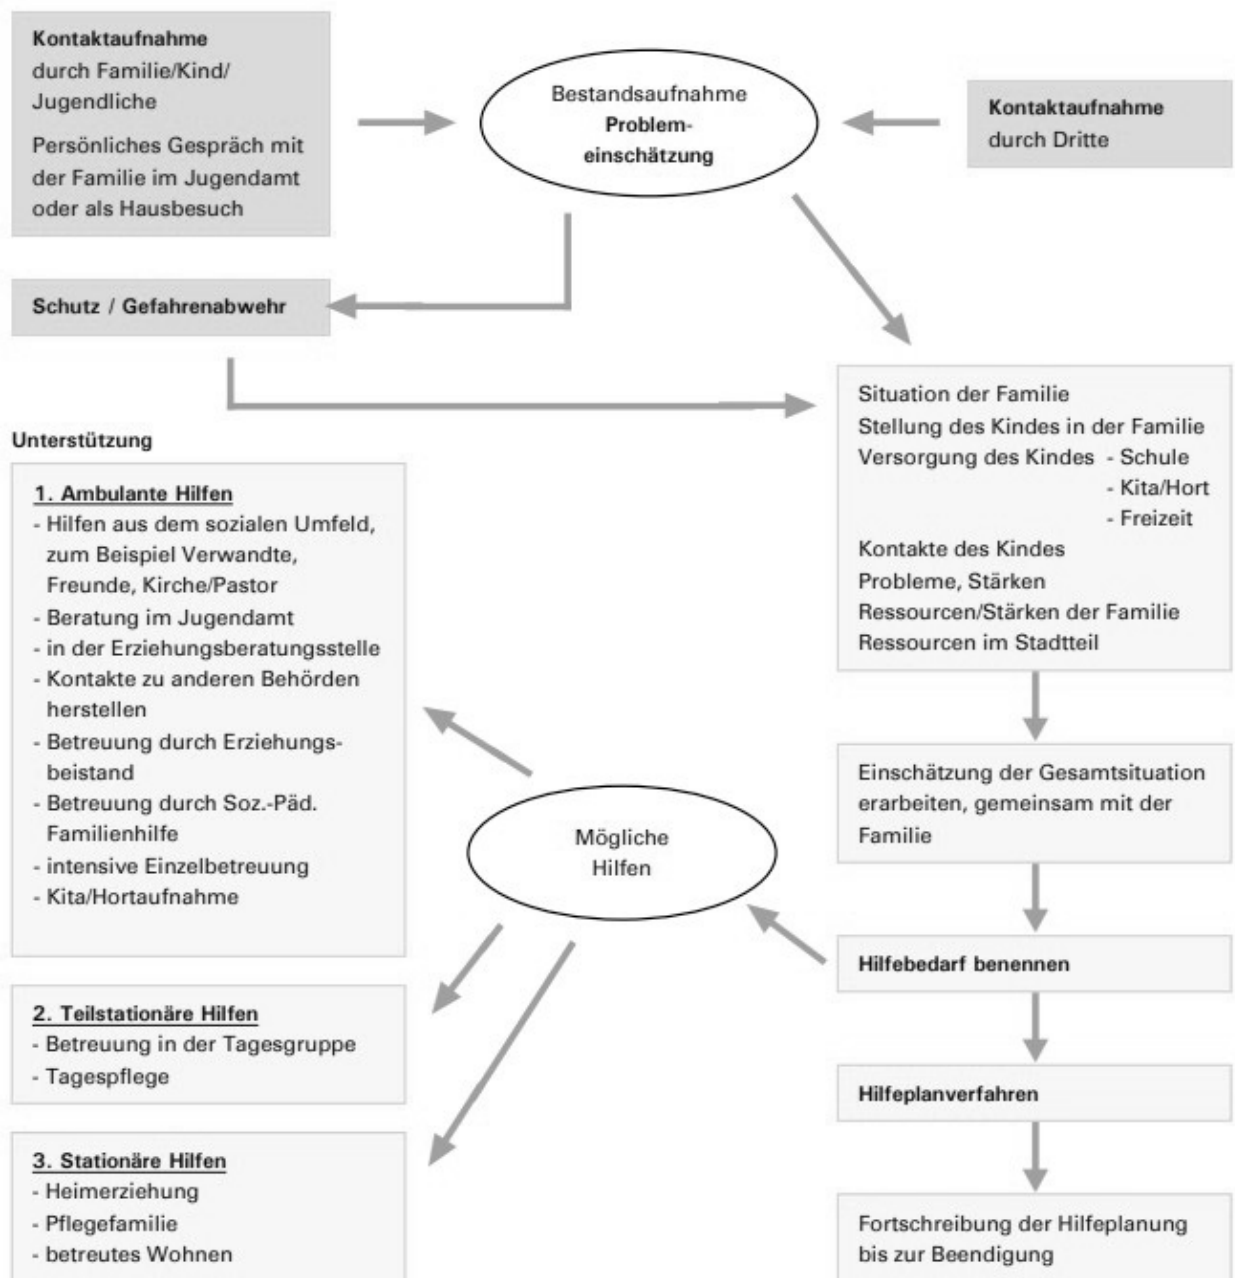 Kontaktaufnahme
durch Familie/Kind/
Jugendliche
Persönliches Gespräch mit
der Familie im Jugendamt
oder als Hausbesuch
Bestandsaufnahme
Problem-
einschätzung
Kontaktaufnahme
durch Dritte
Schutz / Gefahrenabwehr
Situation der Familie
Stellung des Kindes in der Familie
Versorgung des Kindes - Schule
- Kita/Hort
- Freizeit
Kontakte des Kindes
Probleme, Stärken
Ressourcen/Stärken der Familie
Ressourcen im Stadtteil
Einschätzung der Gesamtsituation
erarbeiten, gemeinsam mit der
Familie
Hilfebedarf benennen
Hilfeplanverfahren
Fortschreibung der Hilfeplanung
bis zur Beendigung
Mögliche
Hilfen
Unterstützung
1. Ambulante Hilfen
- Hilfen aus dem sozialen Umfeld,
zum Beispiel Verwandte,
Freunde, Kirche/Pastor
- Beratung im Jugendamt
- in der Erziehungsberatungsstelle
- Kontakte zu anderen Behörden
herstellen
- Betreuung durch Erziehungs-
beistand
- Betreuung durch Soz.-Päd.
Familienhilfe
- intensive Einzelbetreuung
- Kita/Hortaufnahme
2. Teilstationäre Hilfen
- Betreuung in der Tagesgruppe
- Tagespflege
3. Stationäre Hilfen
- Heimerziehung
- Pflegefamilie
- betreutes Wohnen